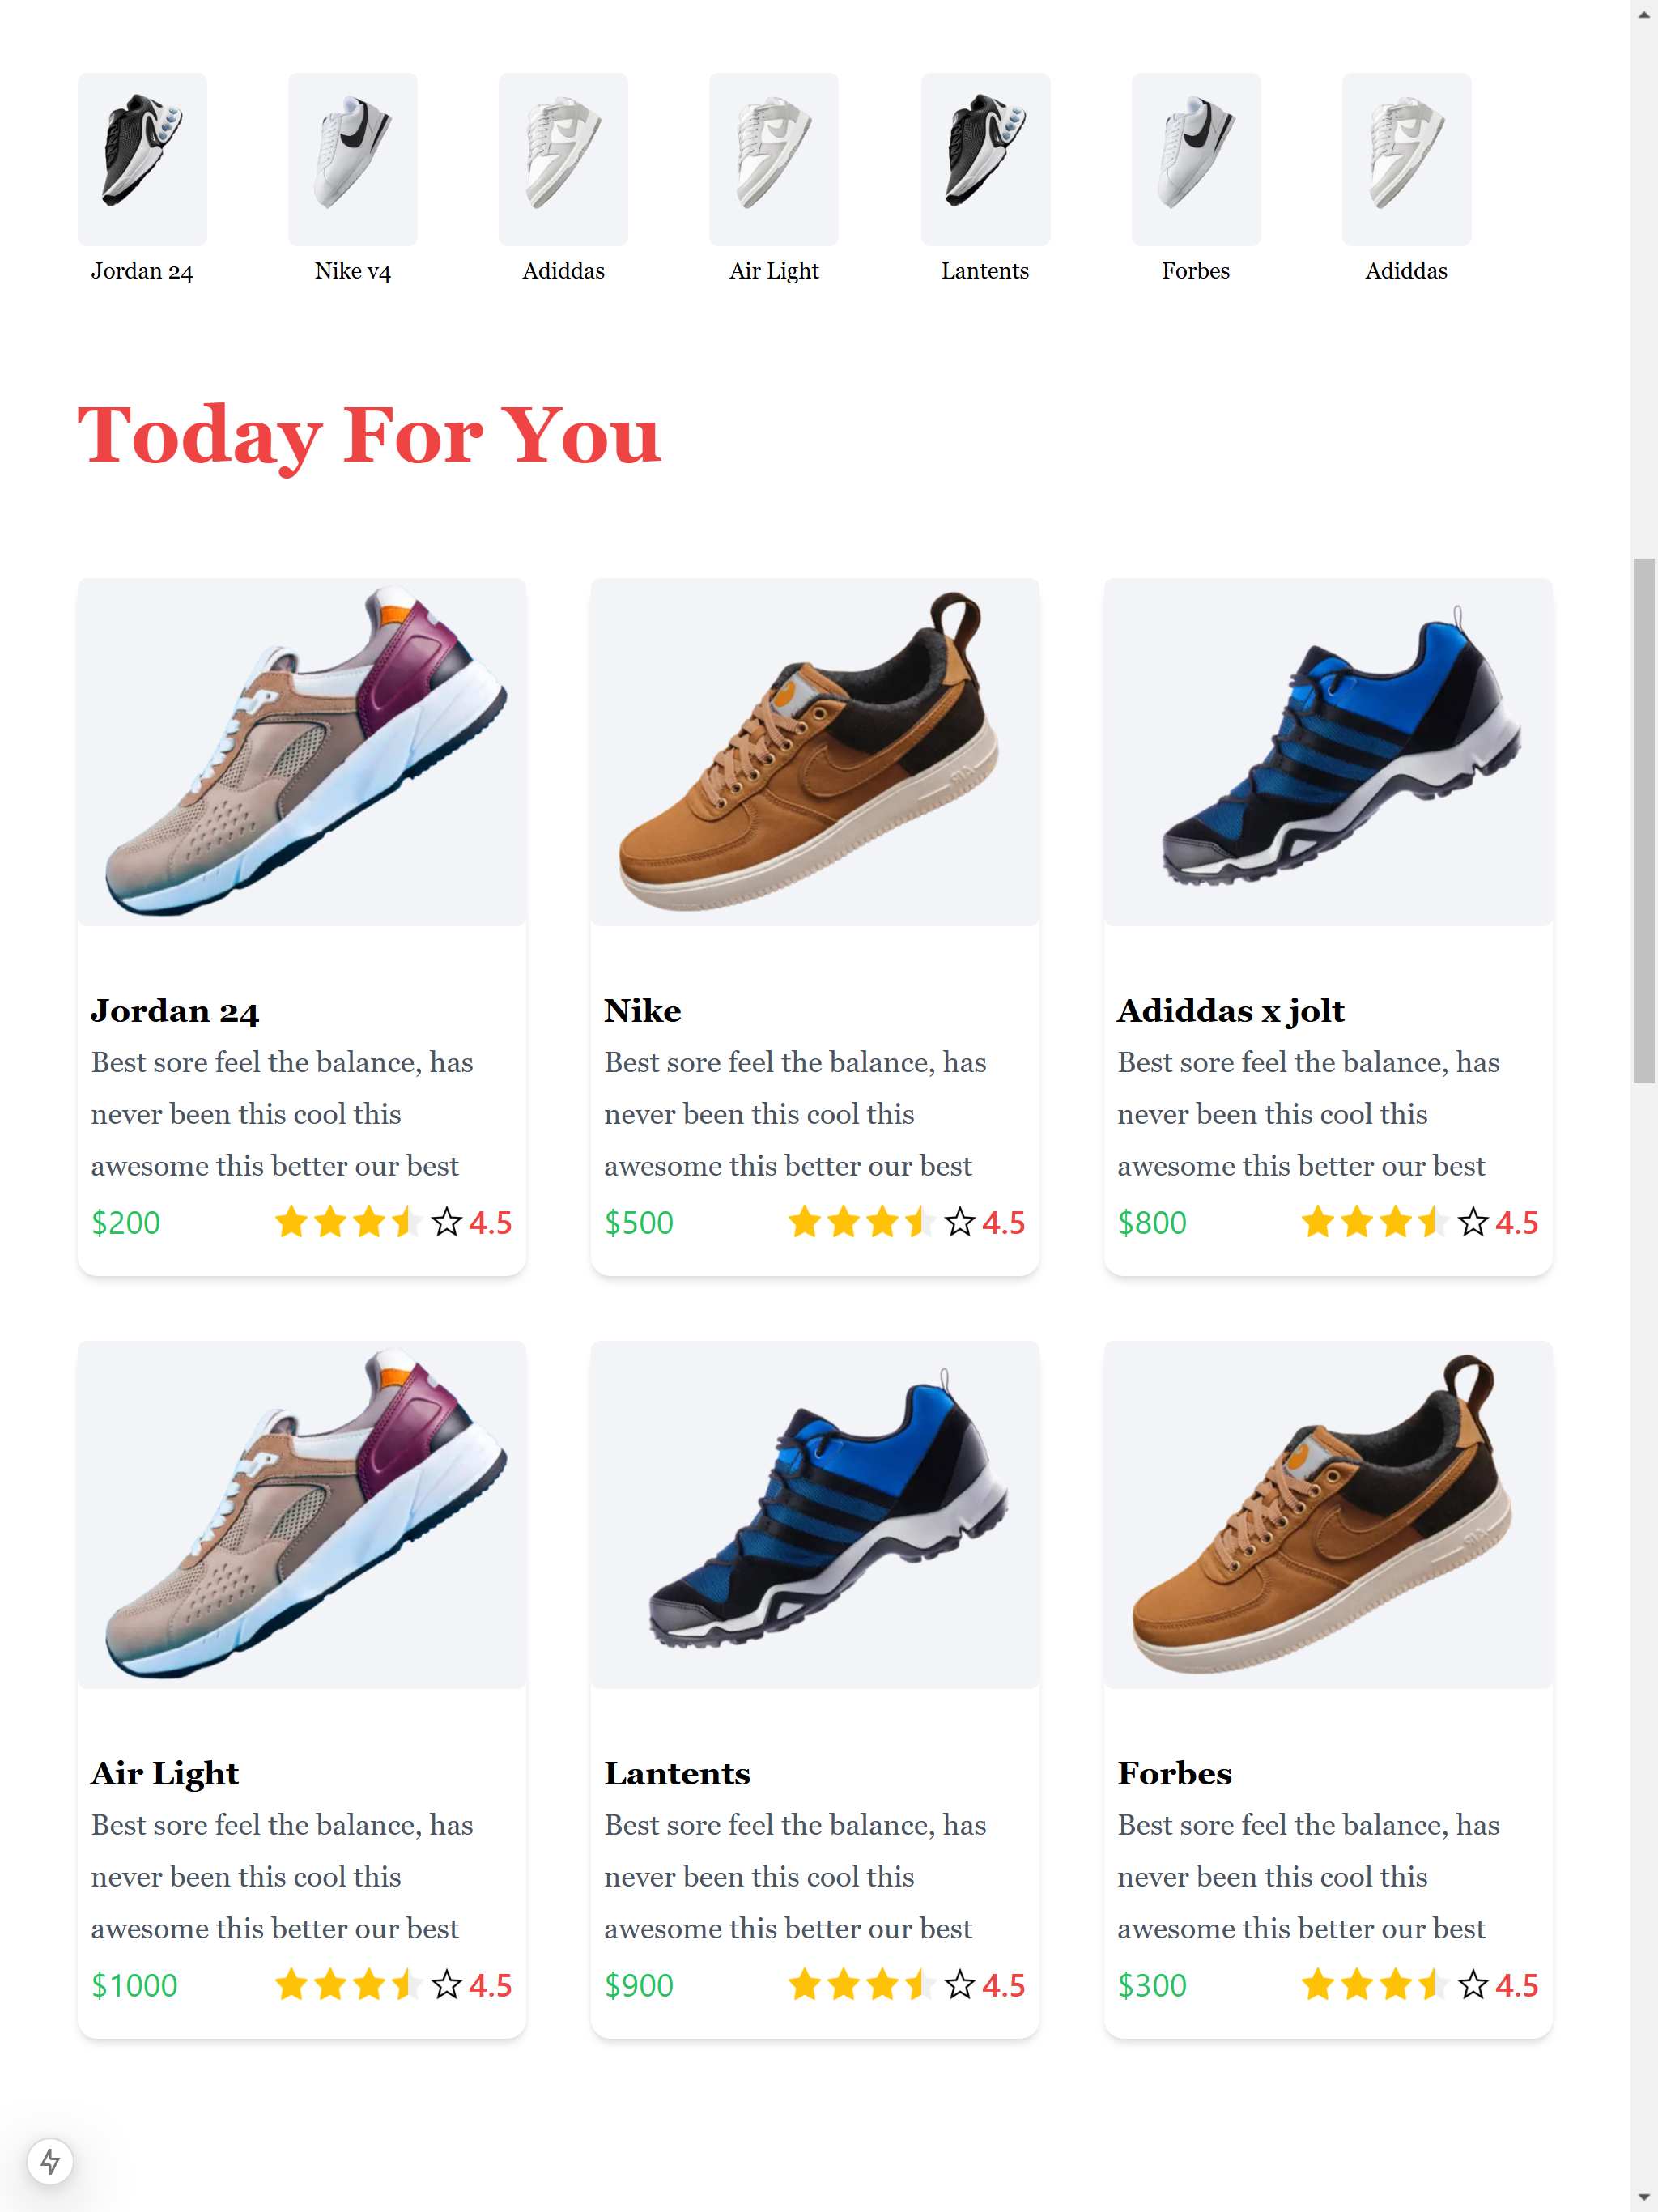 Jordan 24
Nike v4
Adiddas
Air Light
Lantents
Forbes
Adiddas
Today For You
Jordan 24
Best sore feel the balance, has
never been this cool this
awesome this better our best
$200
4.5
Nike
Best sore feel the balance, has
never been this cool this
awesome this better our best
$500
4.5
Adiddas x jolt
Best sore feel the balance, has
never been this cool this
awesome this better our best
$800
4.5
Air Light
Best sore feel the balance, has
never been this cool this
awesome this better our best
$1000
4.5
Lantents
Best sore feel the balance, has
never been this cool this
awesome this better our best
$900
4.5
Forbes
Best sore feel the balance, has
never been this cool this
awesome this better our best
$300
4.5